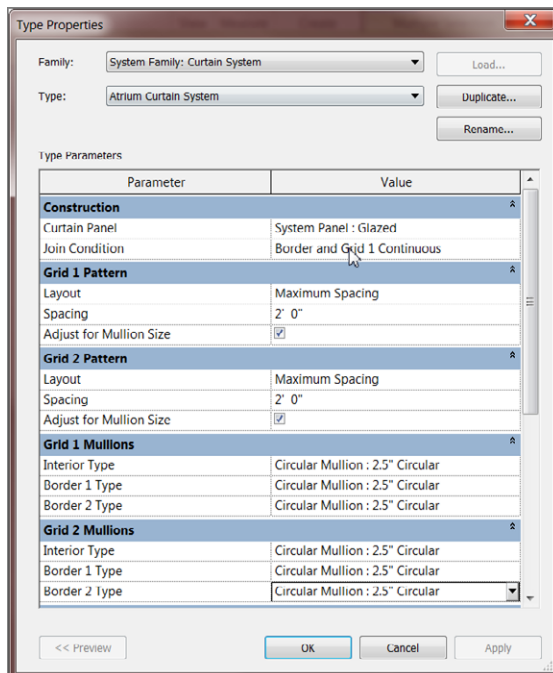 Type Properties
Family: System Family: Curtain System Load...
Type: Atrium Curtain System Duplicate...
Rename...
Type Parameters
Parameter Value
Construction
Curtain Panel System Panel : Glazed
Join Condition Border and Grid 1 Continuous
Grid 1 Pattern
Layout Maximum Spacing
Spacing 2' 0"
Adjust for Mullion Size
Grid 2 Pattern
Layout Maximum Spacing
Spacing 2' 0"
Adjust for Mullion Size
Grid 1 Mullions
Interior Type Circular Mullion : 2.5" Circular
Border 1 Type Circular Mullion : 2.5" Circular
Border 2 Type Circular Mullion : 2.5" Circular
Grid 2 Mullions
Interior Type Circular Mullion : 2.5" Circular
Border 1 Type Circular Mullion : 2.5" Circular
Border 2 Type Circular Mullion : 2.5" Circular
<< Preview OK Cancel Apply